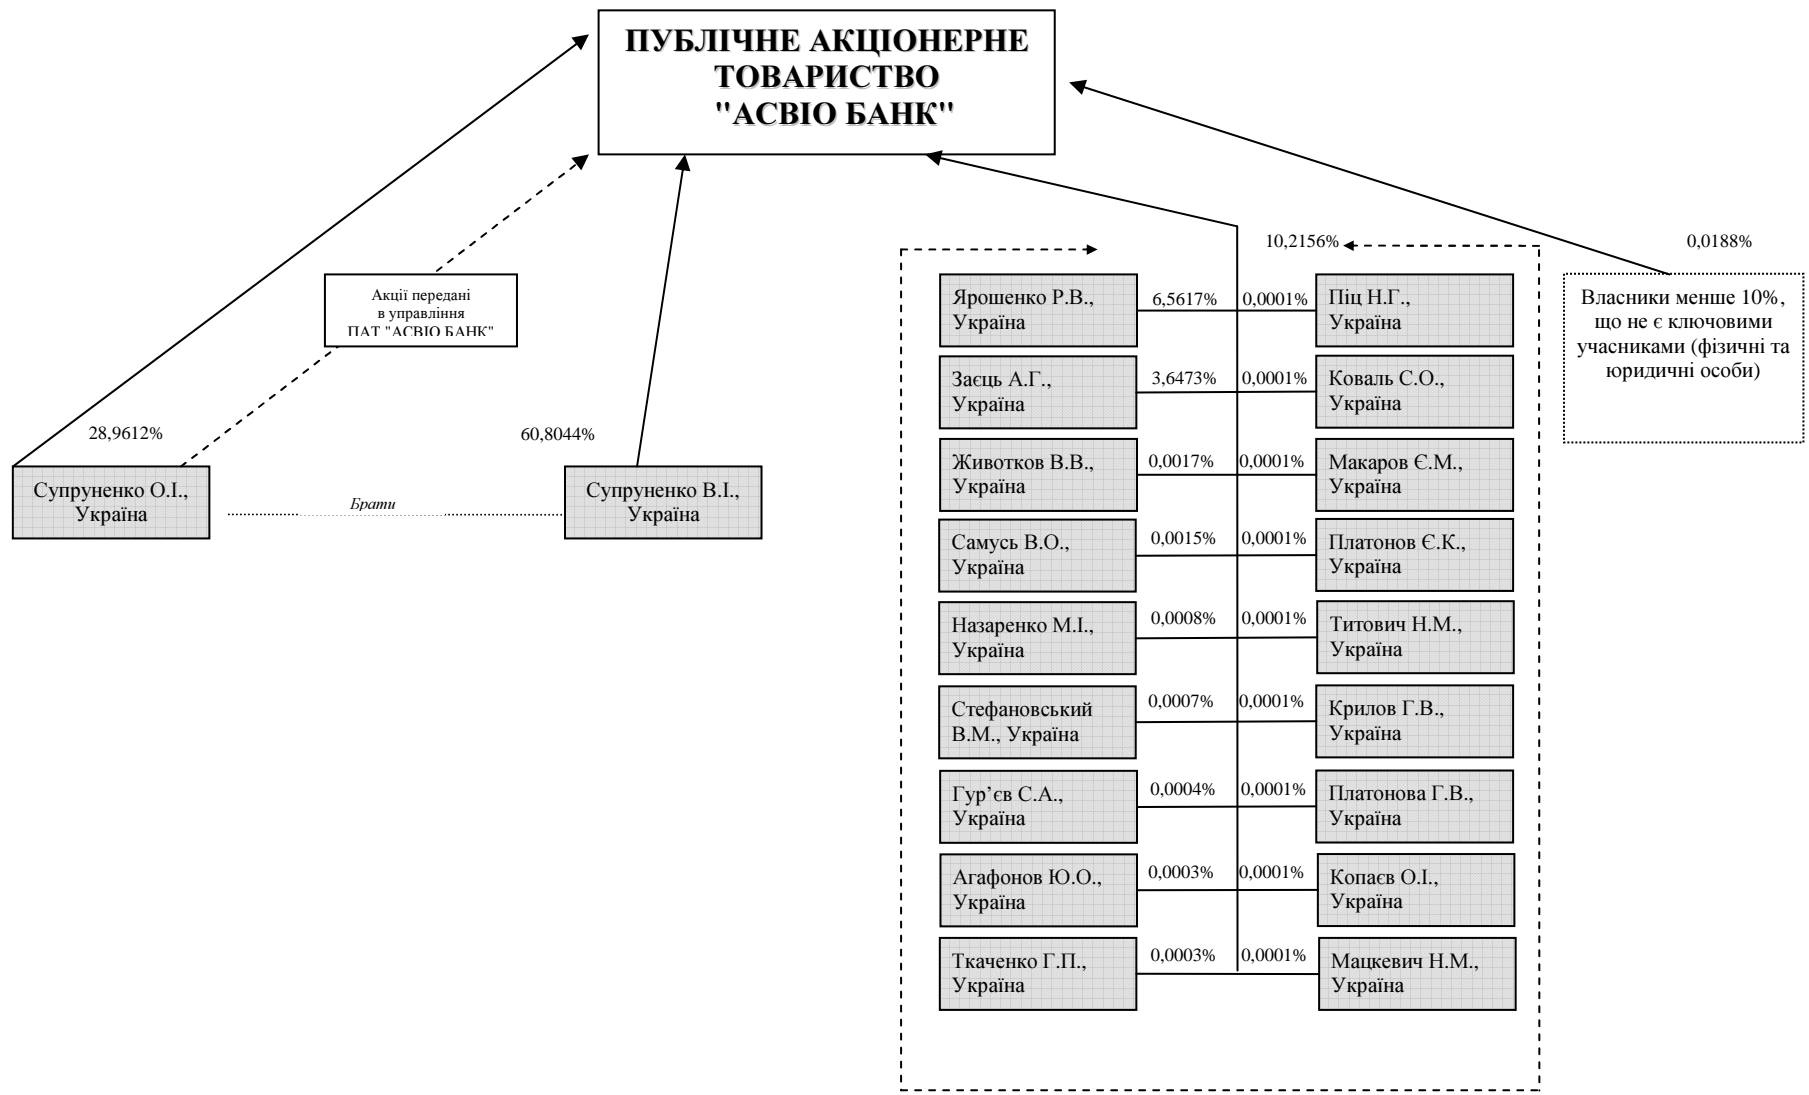 ПУБЛІЧНЕ АКЦІОНЕРНЕ
ТОВАРИСТВО
"АСВІО БАНК"
10,2156%
0,0188%
Акції передані
в управління
ПАТ "АСВІО БАНК"
Власники менше 10%,
що не є ключовими
учасниками (фізичні та
юридичні особи)
28,9612%
60,8044%
Супруненко О.І.,
Україна
Брати
Супруненко В.І.,
Україна
Ярошенко Р.В.,
Україна
6,5617%
0,0001%
Піц Н.Г.,
Україна
Заєць А.Г.,
Україна
3,6473%
0,0001%
Коваль С.О.,
Україна
Животков В.В.,
Україна
0,0017%
0,0001%
Макаров Є.М.,
Україна
Самусь В.О.,
Україна
0,0015%
0,0001%
Платонов Є.К.,
Україна
Назаренко М.І.,
Україна
0,0008%
0,0001%
Титович Н.М.,
Україна
Стефановський
В.М., Україна
0,0007%
0,0001%
Крилов Г.В.,
Україна
Гур’єв С.А.,
Україна
0,0004%
0,0001%
Платонова Г.В.,
Україна
Агафонов Ю.О.,
Україна
0,0003%
0,0001%
Копаєв О.І.,
Україна
Ткаченко Г.П.,
Україна
0,0003%
0,0001%
Мацкевич Н.М.,
Україна